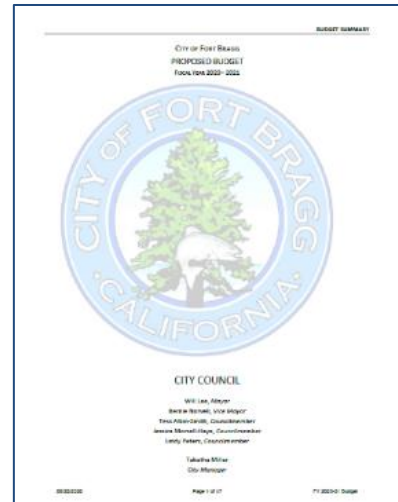 BUDGET SUMMARY
CITY OF FORT BRAGG
PROPOSED BUDGET
FISCAL YEAR 2020 - 2021
CITY OF FORT BRAGG
CALIFORNIA
CITY COUNCIL
Will Lee, Mayor
Bernie Norvell, Vice Mayor
Tess Albin-Smith, Councilmember
Jessica Morsell-Haye, Councilmember
Lindy Peters, Councilmember
Tabatha Miller
City Manager
Page 1 of 17
FY 2020-21 Budget